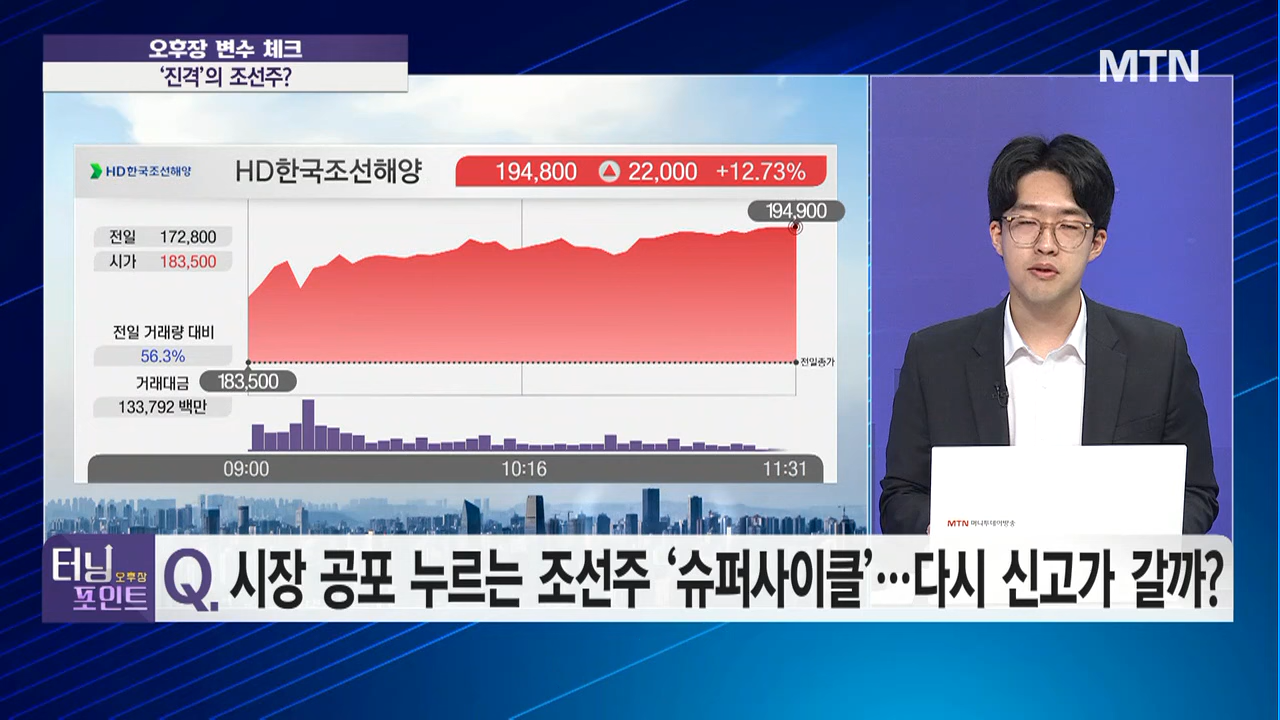 오후장 변수 체크
‘진격’의 조선주?
MTN
HD한국조선해양
HD한국조선해양
194,800 ▲ 22,000 +12.73%
194,900
전일 172,800
시가 183,500
전일 거래량 대비
56.3%
전일종가
거래대금
183,500
133,792 백만
09:00 10:16 11:31
MTN 머니투데이방송
터닝
오후장
포인트
Q. 시장 공포 누르는 조선주 ‘슈퍼사이클’…다시 신고가 갈까?